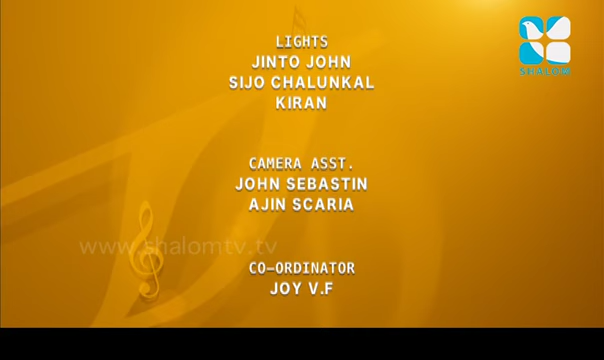 LIGHTS
JINTO JOHN
SIJO CHALUNKAL
KIRAN
SHALOM
CAMERA ASST.
JOHN SEBASTIN
AJIN SCARIA
www.shalomtv.tv
CO-ORDINATOR
JOY V.F